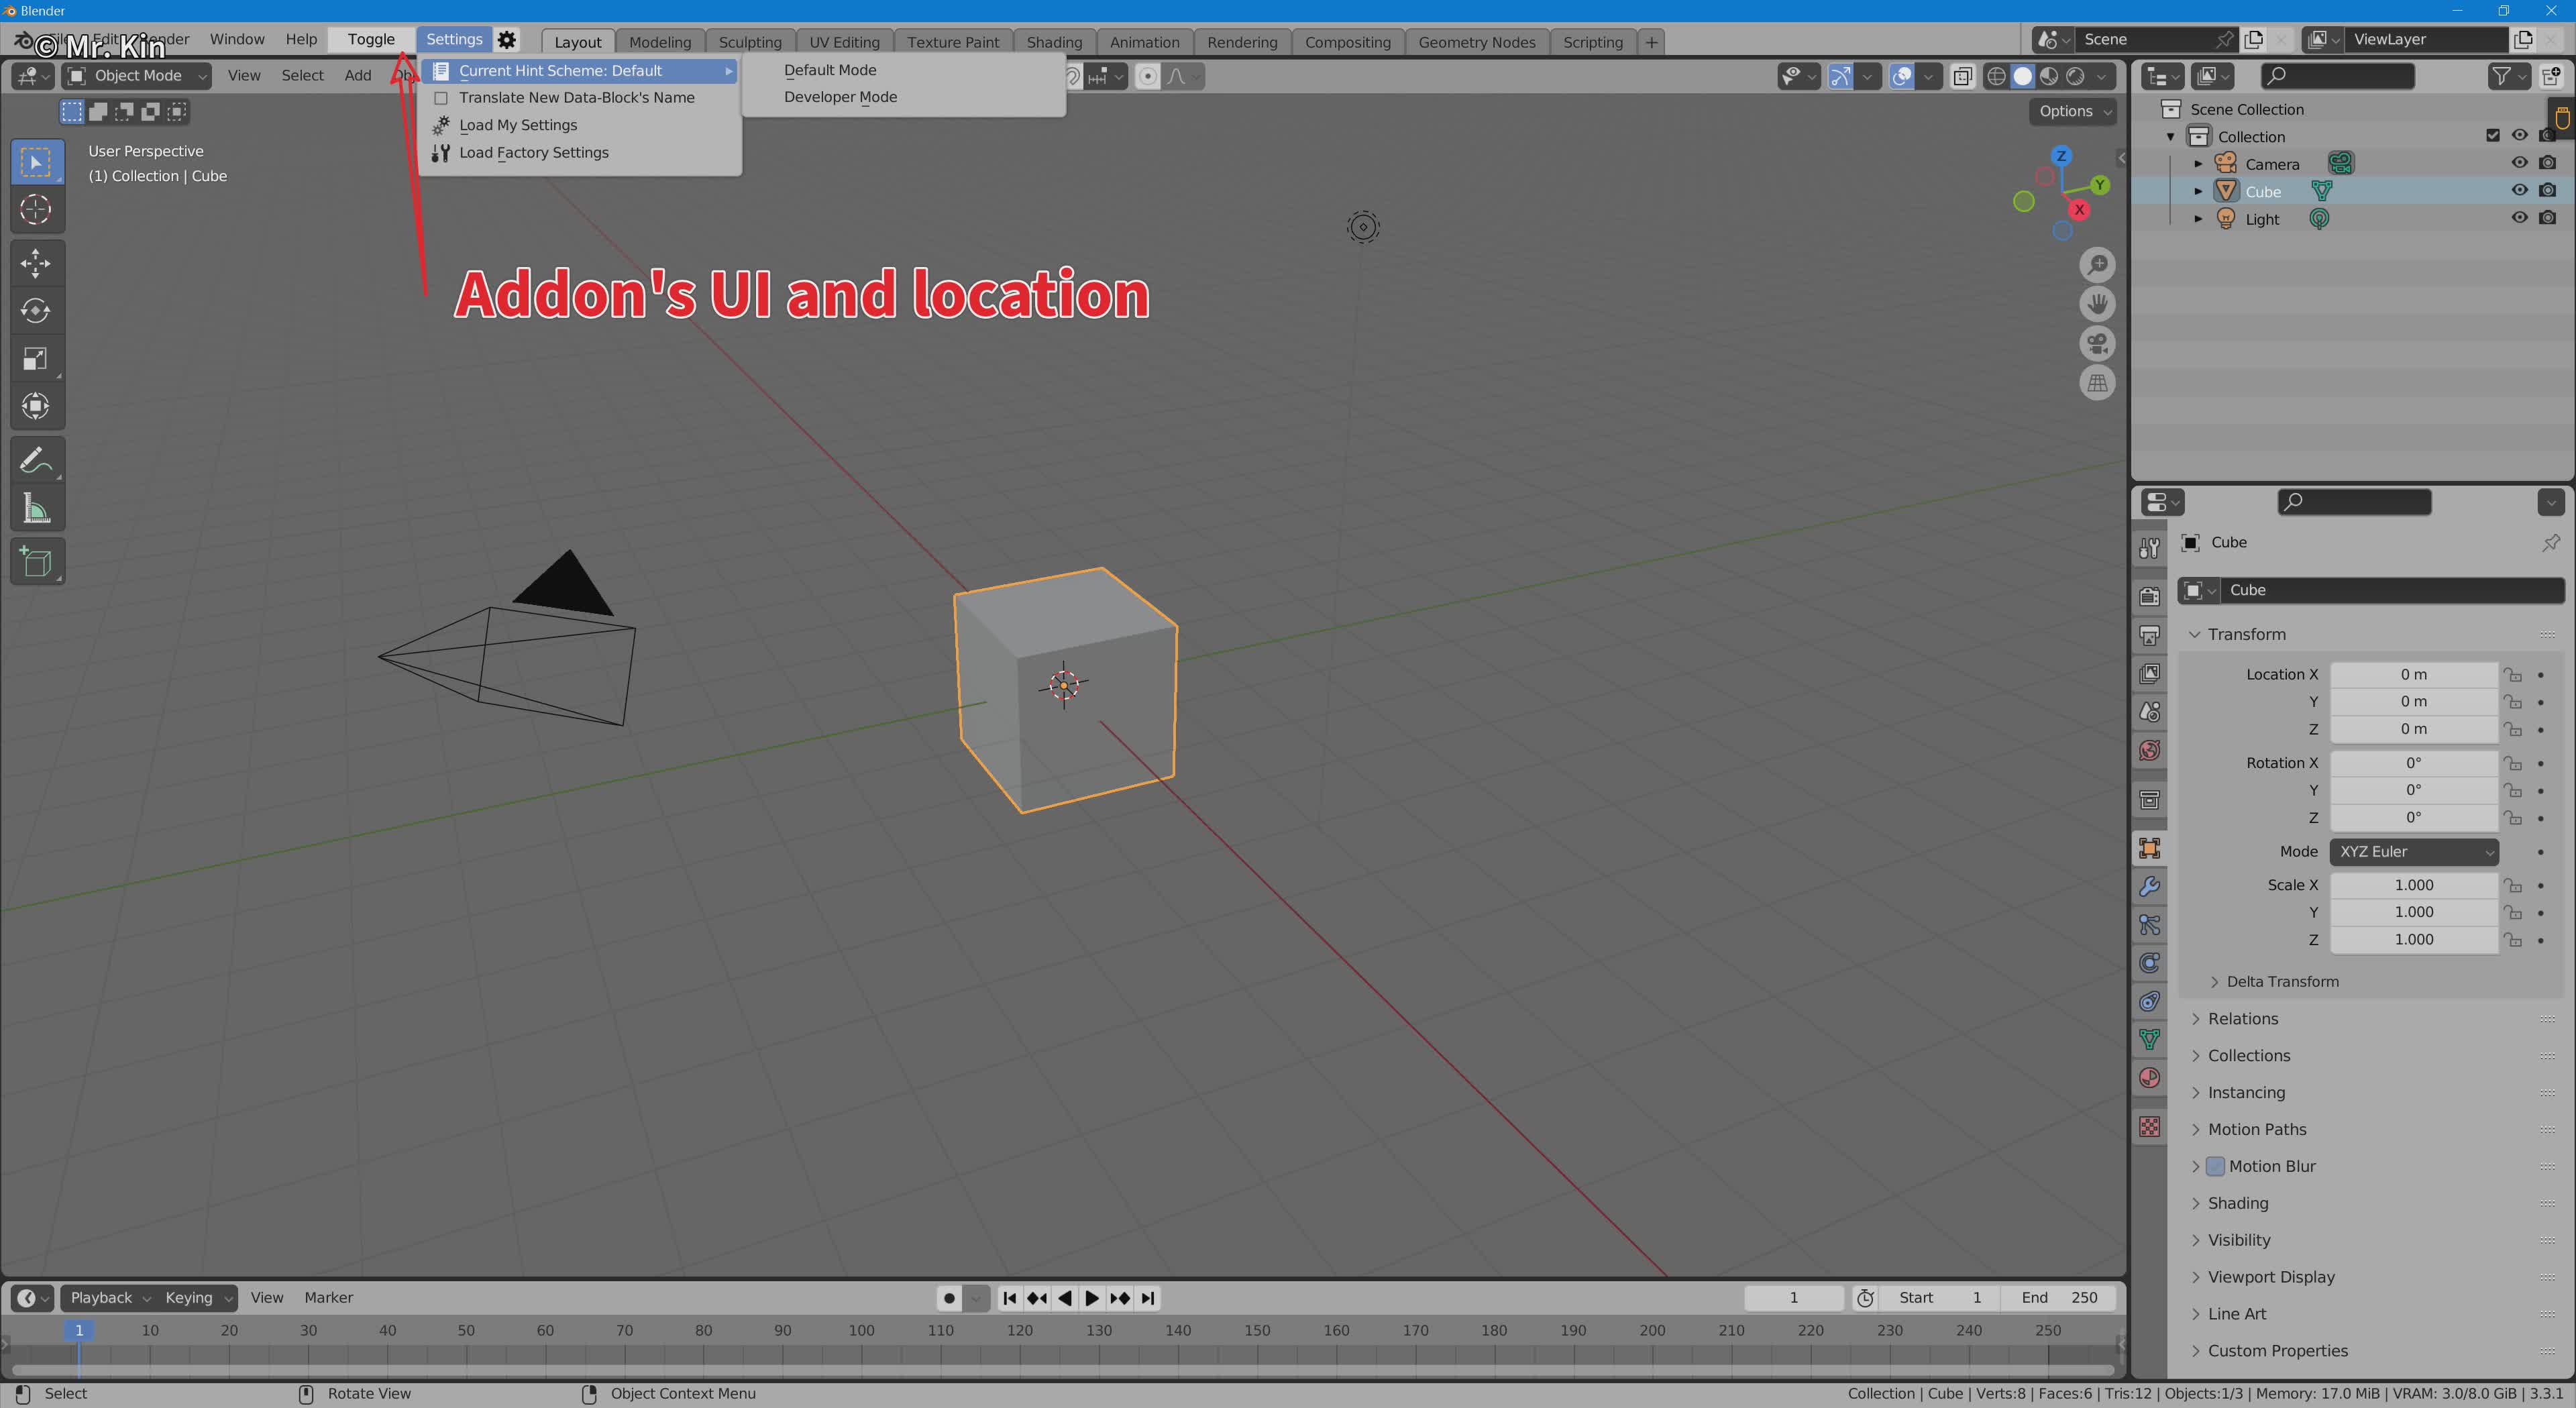 Blender
© Mr. Kin
Window Help Toggle Settings Layout Modeling Sculpting UV Editing Texture Paint Shading Animation Rendering Compositing Geometry Nodes Scripting + Scene ViewLayer
Object Mode View Select Add
Current Hint Scheme: Default
Translate New Data-Block's Name
Load My Settings
Load Factory Settings
Default Mode
Developer Mode
Options
User Perspective
(1) Collection | Cube
Z
Y
X
Addon's UI and location
Scene Collection
Collection
Camera
Cube
Light
Cube
Cube
Transform
Location X 0 m
Y 0 m
Z 0 m
Rotation X 0°
Y 0°
Z 0°
Mode XYZ Euler
Scale X 1.000
Y 1.000
Z 1.000
Delta Transform
Relations
Collections
Instancing
Motion Paths
Motion Blur
Shading
Visibility
Viewport Display
Line Art
Custom Properties
Playback Keying View Marker 1 Start 1 End 250
1 10 20 30 40 50 60 70 80 90 100 110 120 130 140 150 160 170 180 190 200 210 220 230 240 250
Select Rotate View Object Context Menu Collection | Cube | Verts:8 | Faces:6 | Tris:12 | Objects:1/3 | Memory: 17.0 MiB | VRAM: 3.0/8.0 GiB | 3.3.1